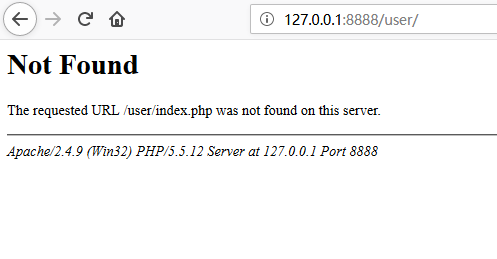 127.0.0.1:8888/user/
Not Found
The requested URL /user/index.php was not found on this server.
Apache/2.4.9 (Win32) PHP/5.5.12 Server at 127.0.0.1 Port 8888